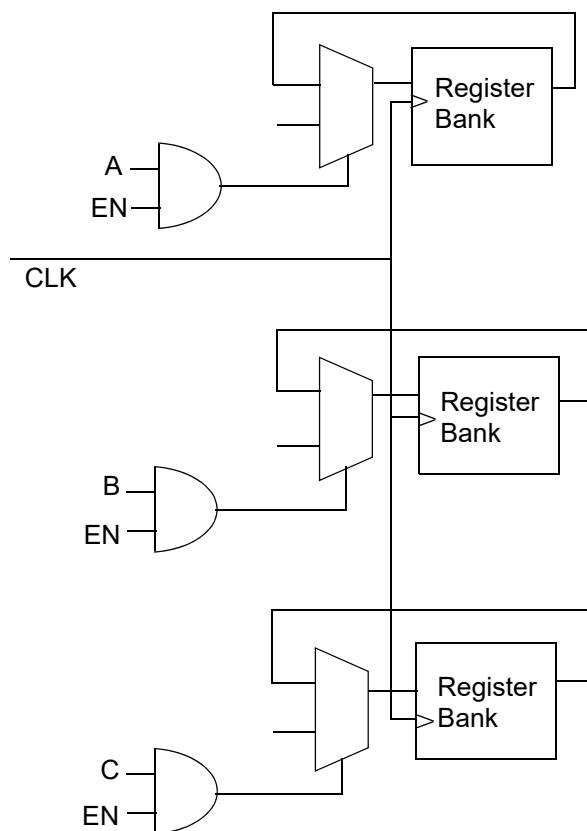 Register
Bank
A
EN
CLK
Register
Bank
B
EN
Register
Bank
C
EN